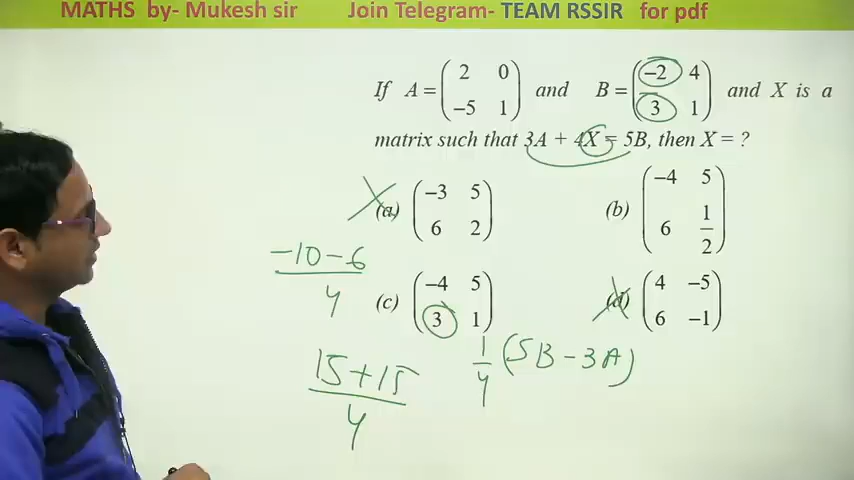 MATHS by- Mukesh sir Join Telegram- TEAM RSSIR for pdf
If A = (2 0 −5 1) and B = (−2 4 3 1) and X is a
matrix such that 3A + 4X = 5B, then X = ?
(a) (−3 5 6 2) (b) (−4 5 6 1/2)
−10 − 6 / 4
(c) (−4 5 3 1) (d) (4 −5 6 −1)
15 + 15 / 4
1/4 (5B − 3A)